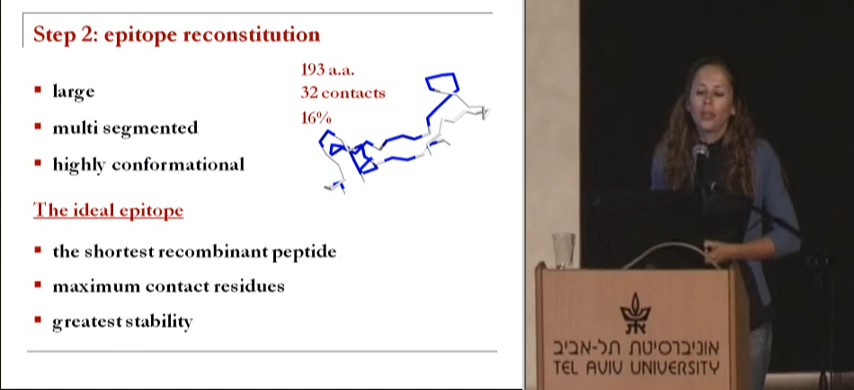 Step 2: epitope reconstitution
193 a.a.
32 contacts
16%
large
multi segmented
highly conformational
The ideal epitope
the shortest recombinant peptide
maximum contact residues
greatest stability
אוניברסיטת תל-אביב
TEL AVIV UNIVERSITY